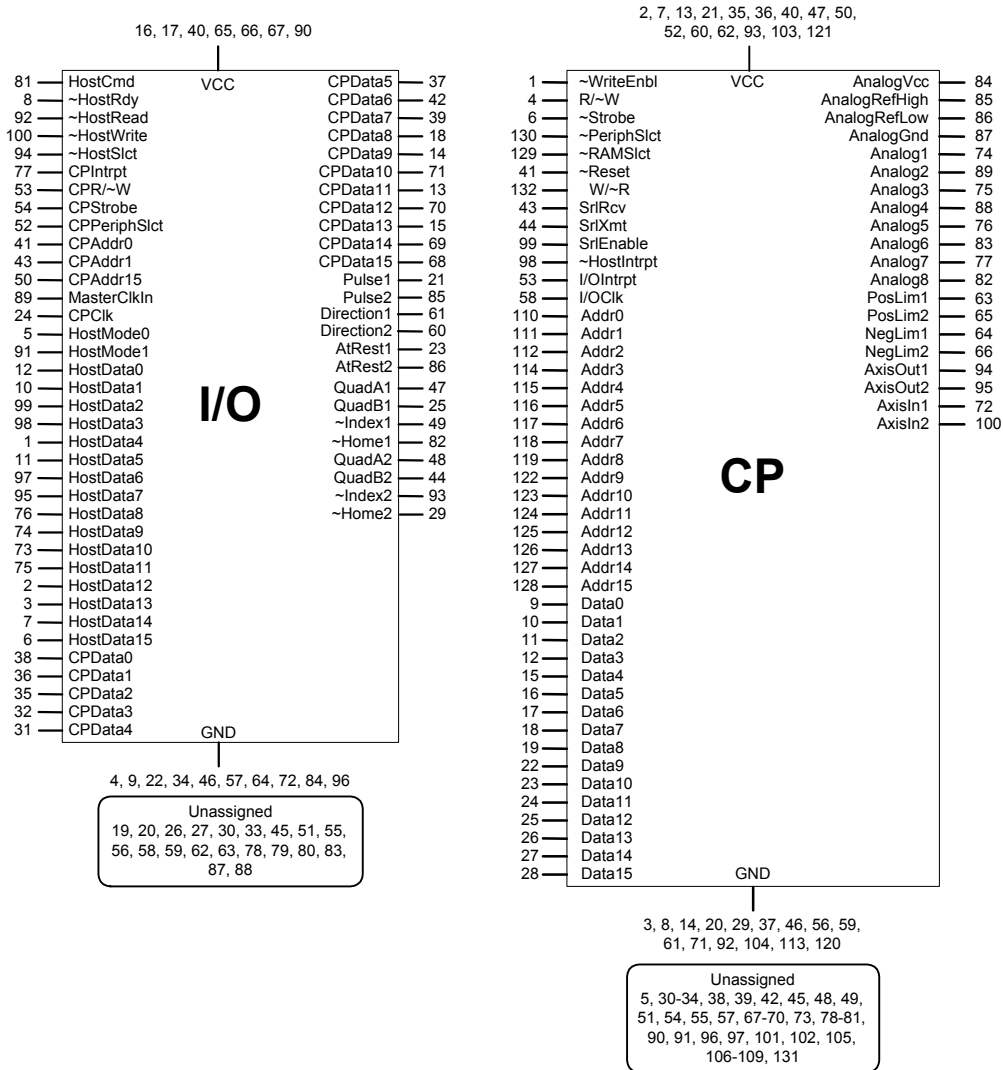 16, 17, 40, 65, 66, 67, 90
VCC
81 HostCmd
8 ~HostRdy
92 ~HostRead
100 ~HostWrite
94 ~HostSlct
77 CPIntrpt
53 CPR/~W
54 CPStrobe
52 CPPeriphSlct
41 CPAddr0
43 CPAddr1
50 CPAddr15
89 MasterClkIn
24 CPClk
5 HostMode0
91 HostMode1
12 HostData0
10 HostData1
99 HostData2
98 HostData3
1 HostData4
11 HostData5
97 HostData6
95 HostData7
76 HostData8
74 HostData9
73 HostData10
75 HostData11
2 HostData12
3 HostData13
7 HostData14
6 HostData15
38 CPData0
36 CPData1
35 CPData2
32 CPData3
31 CPData4
I/O
CPData5 37
CPData6 42
CPData7 39
CPData8 18
CPData9 14
CPData10 71
CPData11 13
CPData12 70
CPData13 15
CPData14 69
CPData15 68
Pulse1 21
Pulse2 85
Direction1 61
Direction2 60
AtRest1 23
AtRest2 86
QuadA1 47
QuadB1 25
~Index1 49
~Home1 82
QuadA2 48
QuadB2 44
~Index2 93
~Home2 29
GND
4, 9, 22, 34, 46, 57, 64, 72, 84, 96
Unassigned
19, 20, 26, 27, 30, 33, 45, 51, 55,
56, 58, 59, 62, 63, 78, 79, 80, 83,
87, 88
2, 7, 13, 21, 35, 36, 40, 47, 50,
52, 60, 62, 93, 103, 121
VCC
1 ~WriteEnbl
4 R/~W
6 ~Strobe
130 ~PeriphSlct
129 ~RAMSlct
41 ~Reset
132 W/~R
43 SrlRcv
44 SrlXmt
99 SrlEnable
98 ~HostIntrpt
53 I/OIntrpt
58 I/OClk
110 Addr0
111 Addr1
112 Addr2
114 Addr3
115 Addr4
116 Addr5
117 Addr6
118 Addr7
119 Addr8
122 Addr9
123 Addr10
124 Addr11
125 Addr12
126 Addr13
127 Addr14
128 Addr15
9 Data0
10 Data1
11 Data2
12 Data3
15 Data4
16 Data5
17 Data6
18 Data7
19 Data8
22 Data9
23 Data10
24 Data11
25 Data12
26 Data13
27 Data14
28 Data15
CP
AnalogVcc 84
AnalogRefHigh 85
AnalogRefLow 86
AnalogGnd 87
Analog1 74
Analog2 89
Analog3 75
Analog4 88
Analog5 76
Analog6 83
Analog7 77
Analog8 82
PosLim1 63
PosLim2 65
NegLim1 64
NegLim2 66
AxisOut1 94
AxisOut2 95
AxisIn1 72
AxisIn2 100
GND
3, 8, 14, 20, 29, 37, 46, 56, 59,
61, 71, 92, 104, 113, 120
Unassigned
5, 30-34, 38, 39, 42, 45, 48, 49,
51, 54, 55, 57, 67-70, 73, 78-81,
90, 91, 96, 97, 101, 102, 105,
106-109, 131